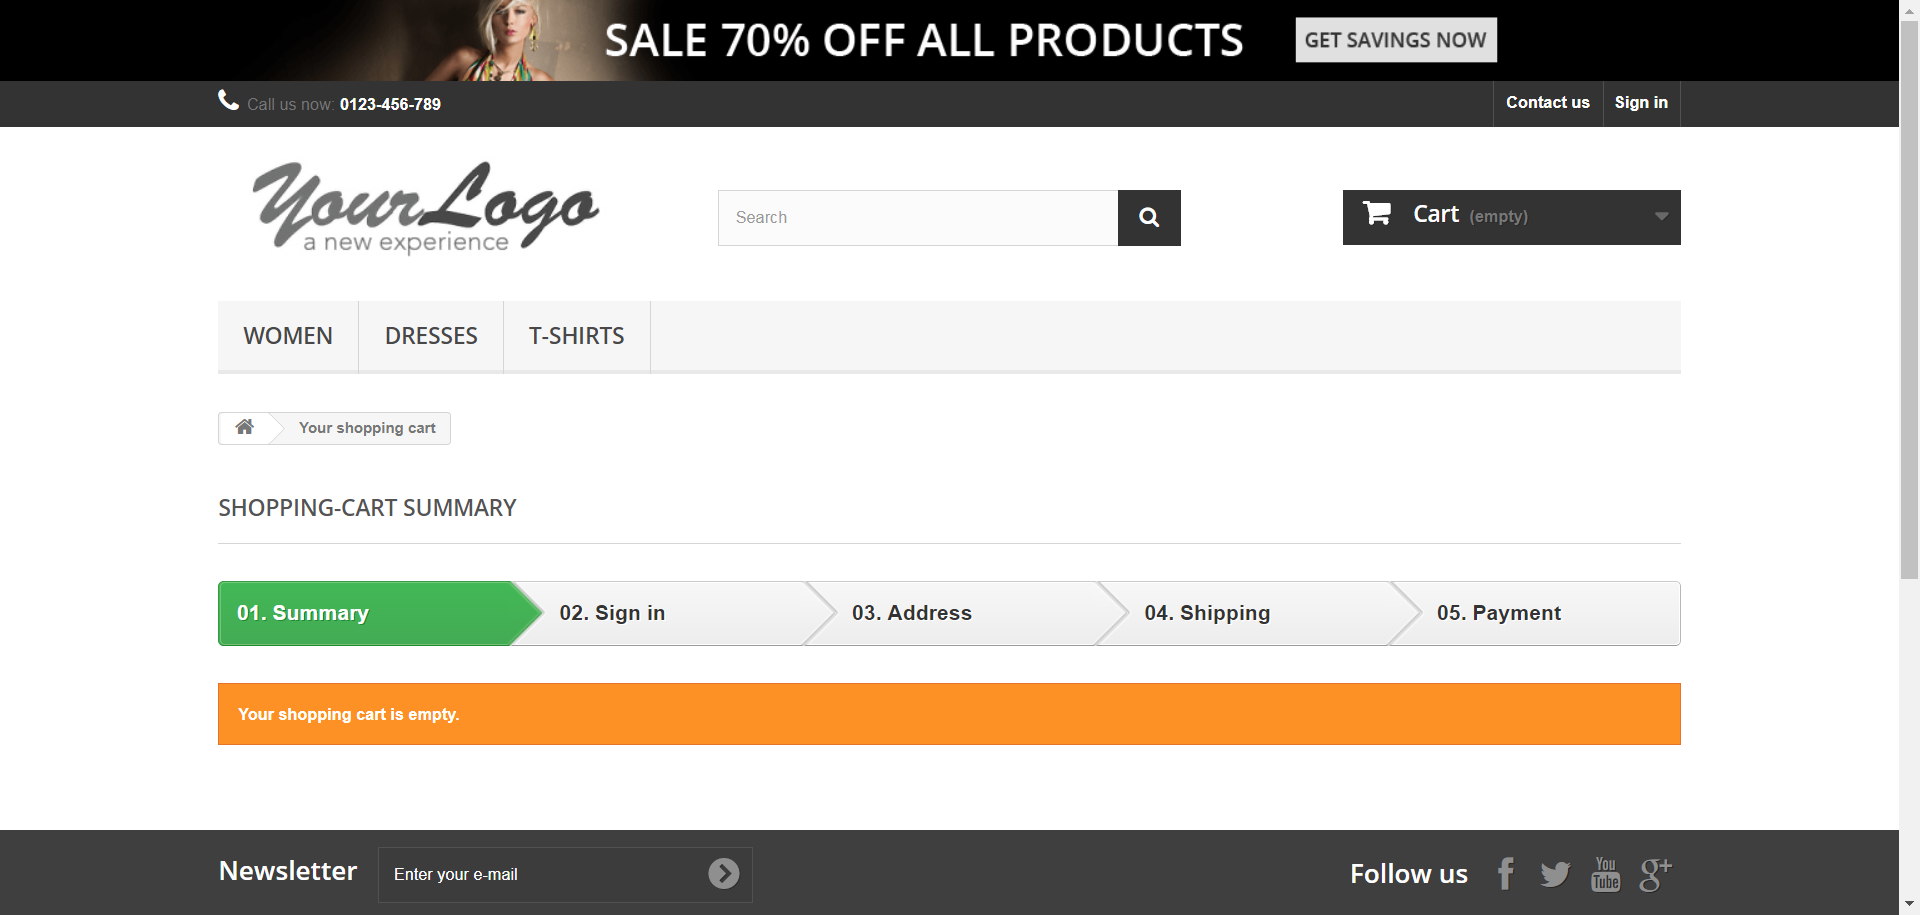 SALE 70% OFF ALL PRODUCTS
GET SAVINGS NOW
Call us now: 0123-456-789
Contact us
Sign in
YourLogo
a new experience
Search
Cart (empty)
WOMEN
DRESSES
T-SHIRTS
Your shopping cart
SHOPPING-CART SUMMARY
01. Summary
02. Sign in
03. Address
04. Shipping
05. Payment
Your shopping cart is empty.
Newsletter
Enter your e-mail
Follow us
f
You
Tube
g+